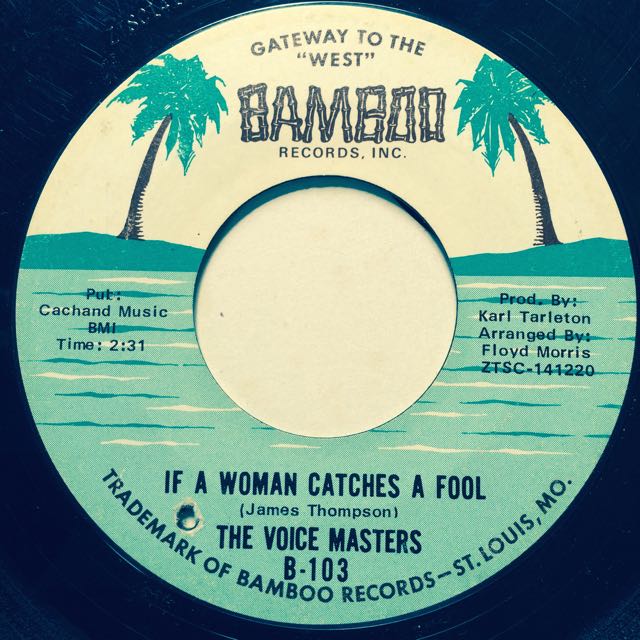 GATEWAY TO THE
"WEST"
BAMBOO
RECORDS, INC.
Pub:
Cachand Music
BMI
Time: 2:31
Prod. By:
Karl Tarleton
Arranged By:
Floyd Morris
ZTSC-141220
IF A WOMAN CATCHES A FOOL
(James Thompson)
THE VOICE MASTERS
B-103
TRADEMARK OF BAMBOO RECORDS—ST. LOUIS, MO.